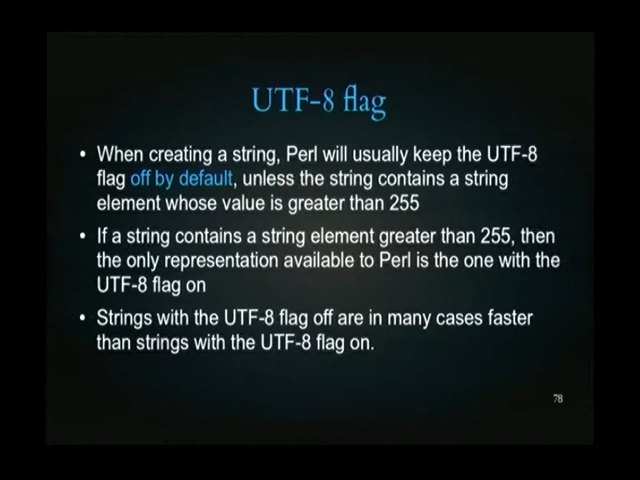 UTF-8 flag
• When creating a string, Perl will usually keep the UTF-8
flag off by default, unless the string contains a string
element whose value is greater than 255
• If a string contains a string element greater than 255, then
the only representation available to Perl is the one with the
UTF-8 flag on
• Strings with the UTF-8 flag off are in many cases faster
than strings with the UTF-8 flag on.
78